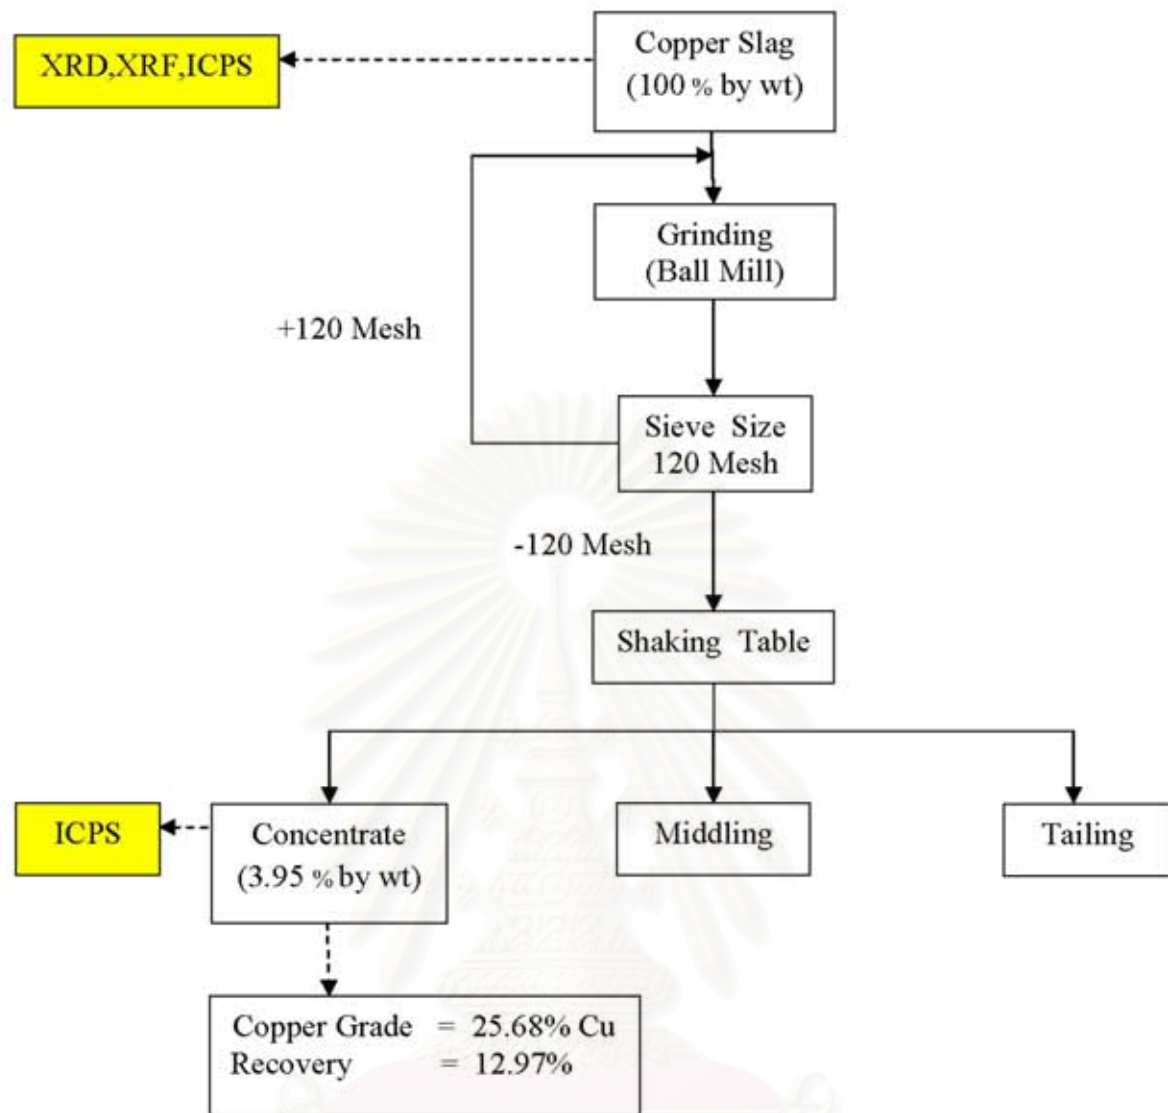 XRD,XRF,ICPS
Copper Slag
(100 % by wt)
Grinding
(Ball Mill)
+120 Mesh
Sieve Size
120 Mesh
-120 Mesh
Shaking Table
ICPS
Concentrate
(3.95 % by wt)
Middling
Tailing
Copper Grade = 25.68% Cu
Recovery = 12.97%